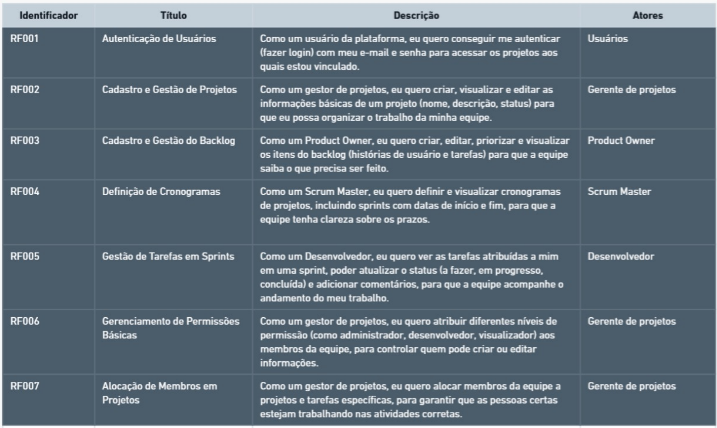 Identificador Título Descrição Atores
RF001 Autenticação de Usuários Como um usuário da plataforma, eu quero conseguir me autenticar Usuários
(fazer login) com meu e-mail e senha para acessar os projetos aos
quais estou vinculado.
RF002 Cadastro e Gestão de Projetos Como um gestor de projetos, eu quero criar, visualizar e editar as Gerente de projetos
informações básicas de um projeto (nome, descrição, status) para
que eu possa organizar o trabalho da minha equipe.
RF003 Cadastro e Gestão do Backlog Como um Product Owner, eu quero criar, editar, priorizar e visualizar Product Owner
os itens do backlog (histórias de usuário e tarefas) para que a equipe
saiba o que precisa ser feito.
RF004 Definição de Cronogramas Como um Scrum Master, eu quero definir e visualizar cronogramas Scrum Master
de projetos, incluindo sprints com datas de início e fim, para que a
equipe tenha clareza sobre os prazos.
RF005 Gestão de Tarefas em Sprints Como um Desenvolvedor, eu quero ver as tarefas atribuídas a mim Desenvolvedor
em uma sprint, poder atualizar o status (a fazer, em progresso,
concluída) e adicionar comentários, para que a equipe acompanhe o
andamento do meu trabalho.
RF006 Gerenciamento de Permissões Como um gestor de projetos, eu quero atribuir diferentes níveis de Gerente de projetos
Básicas permissão (como administrador, desenvolvedor, visualizador) aos
membros da equipe, para controlar quem pode criar ou editar
informações.
RF007 Alocação de Membros em Como um gestor de projetos, eu quero alocar membros da equipe a Gerente de projetos
Projetos projetos e tarefas específicas, para garantir que as pessoas certas
estejam trabalhando nas atividades corretas.